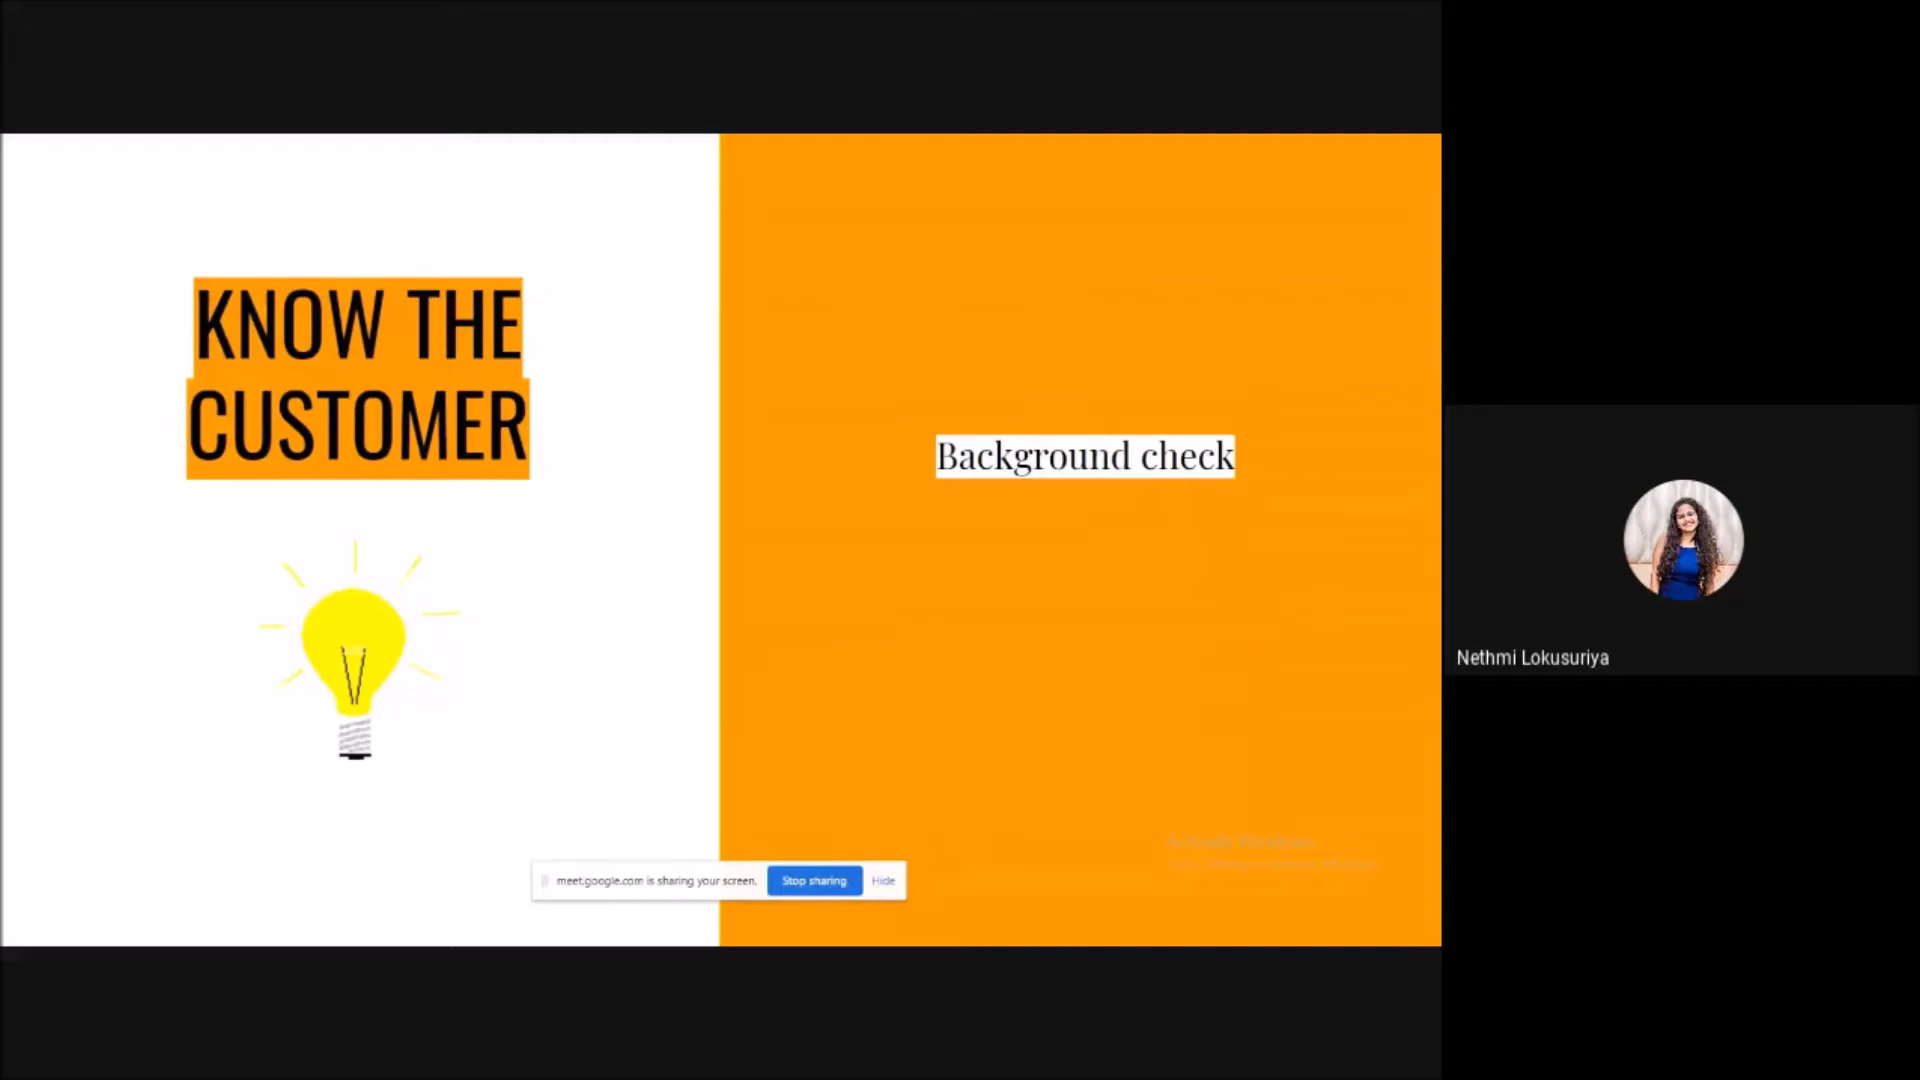 KNOW THE
CUSTOMER
Background check
meet.google.com is sharing your screen.
Stop sharing
Hide
Nethmi Lokusuriya